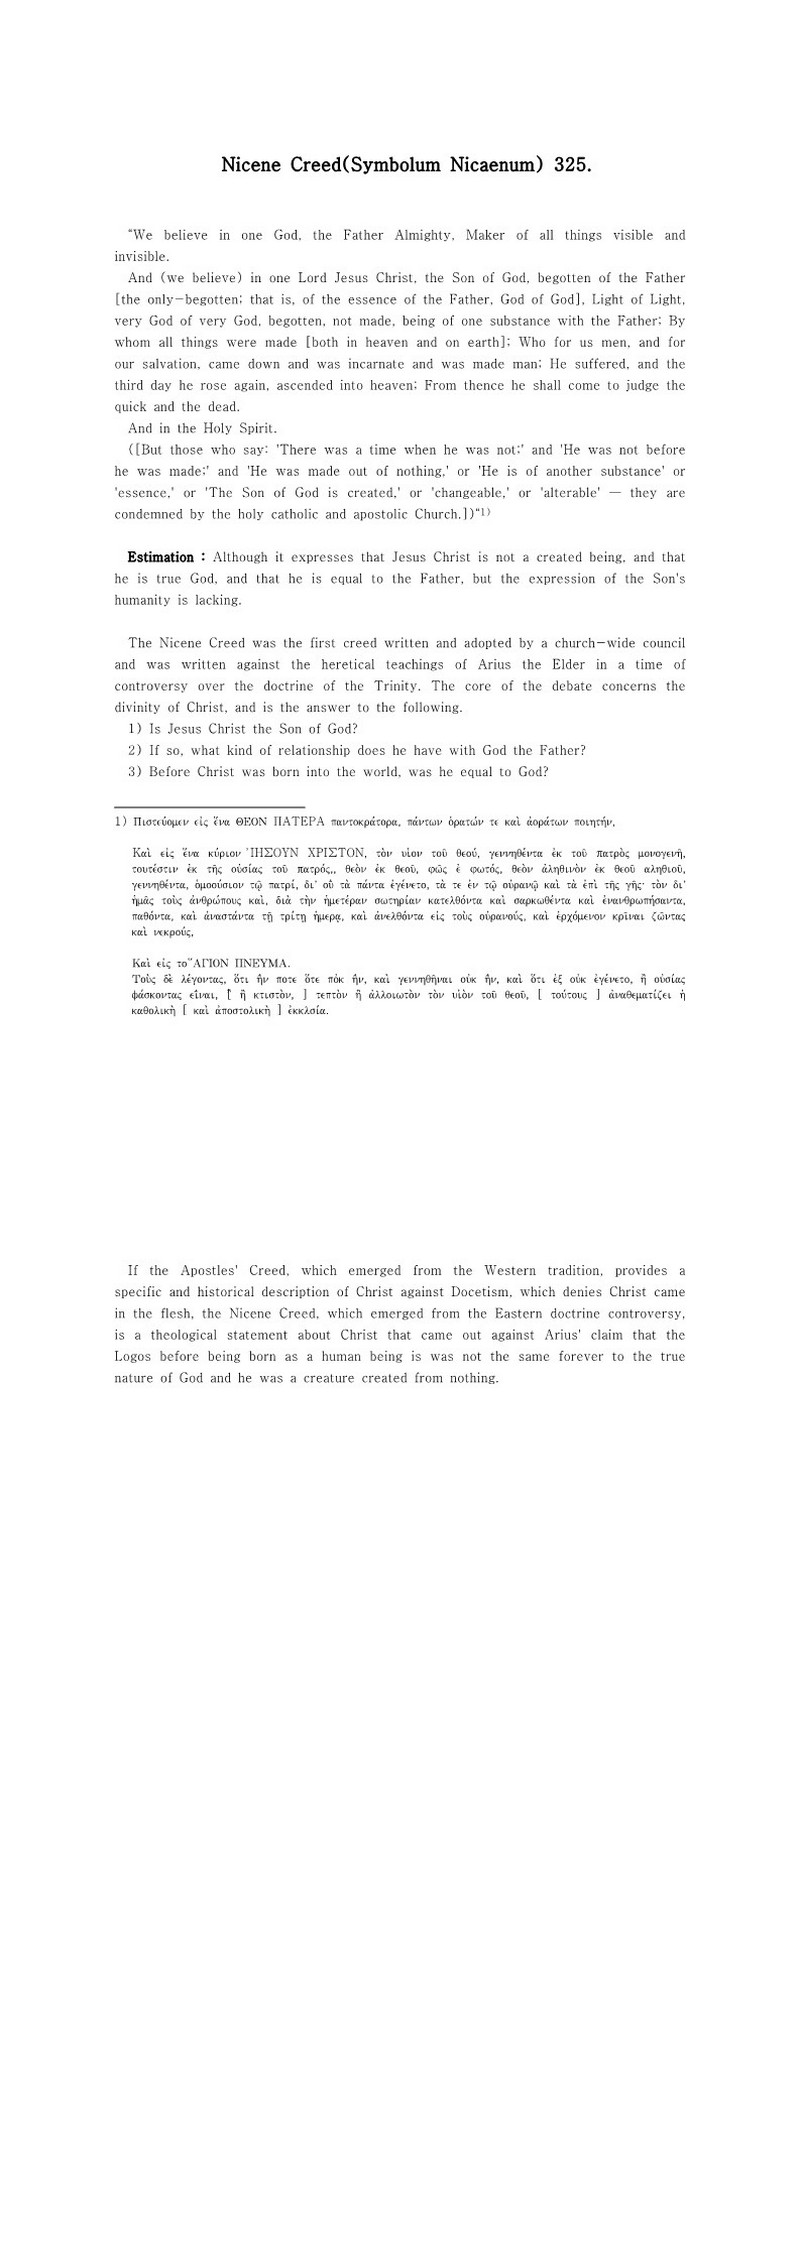 Nicene Creed(Symbolum Nicaenum) 325.
“We believe in one God, the Father Almighty, Maker of all things visible and
invisible.
And (we believe) in one Lord Jesus Christ, the Son of God, begotten of the Father
[the only-begotten; that is, of the essence of the Father, God of God], Light of Light,
very God of very God, begotten, not made, being of one substance with the Father; By
whom all things were made [both in heaven and on earth]; Who for us men, and for
our salvation, came down and was incarnate and was made man; He suffered, and the
third day he rose again, ascended into heaven; From thence he shall come to judge the
quick and the dead.
And in the Holy Spirit.
([But those who say: 'There was a time when he was not;' and 'He was not before
he was made;' and 'He was made out of nothing,' or 'He is of another substance' or
'essence,' or 'The Son of God is created,' or 'changeable,' or 'alterable' — they are
condemned by the holy catholic and apostolic Church.])“1)
Estimation : Although it expresses that Jesus Christ is not a created being, and that
he is true God, and that he is equal to the Father, but the expression of the Son's
humanity is lacking.
The Nicene Creed was the first creed written and adopted by a church-wide council
and was written against the heretical teachings of Arius the Elder in a time of
controversy over the doctrine of the Trinity. The core of the debate concerns the
divinity of Christ, and is the answer to the following.
1) Is Jesus Christ the Son of God?
2) If so, what kind of relationship does he have with God the Father?
3) Before Christ was born into the world, was he equal to God?
1) Πιστεύομεν εἰς ἕνα ΘΕΟΝ ΠΑΤΕΡΑ παντοκράτορα, πάντων ὁρατών τε καὶ ἀοράτων ποιητήν,
Καὶ εἰς ἕνα κύριον ʼΙΗΣΟΥΝ ΧΡΙΣΤΟΝ, τὸν υἱον τοῦ θεού, γεννηθέντα ἐκ τοῦ πατρὸς μονογενῆ,
τουτέστιν ἐκ τῆς οὐσίας τοῦ πατρός,, θεὸν ἐκ θεοῦ, φῶς ἐ φωτός, θεὸν ἀληθινὸν ἐκ θεοῦ αληθιοῦ,
γεννηθέντα, ὁμοούσιον τῷ πατρί, δι' οὗ τὰ πάντα ἐγένετο, τὰ τε ἐν τῷ οὐρανῷ καὶ τὰ ἐπὶ τῆς γῆς· τὸν δι'
ἡμᾶς τοὺς ἀνθρώπους καὶ, διὰ τὴν ἡμετέραν σωτηρίαν κατελθόντα καὶ σαρκωθέντα καὶ ἐνανθρωπήσαντα,
παθόντα, καὶ ἀναστάντα τῇ τρίτῃ ἡμερᾳ, καὶ ἀνελθόντα εἰς τοὺς οὐρανούς, καὶ ἐρχόμενον κρῖναι ζῶντας
καὶ νεκρούς,
Καὶ εἰς το῞ΑΓΙΟΝ ΠΝΕΥΜΑ.
Τοὺς δὲ λέγοντας, ὅτι ἦν ποτε ὅτε πὀκ ἦν, καὶ γεννηθῆναι οὐκ ἦν, καὶ ὅτι ἐξ οὐκ ἐγένετο, ἢ οὐσίας
φάσκοντας εἶναι, [ ἢ κτιστὸν, ] τεπτὸν ἢ ἀλλοιωτὸν τὸν υἱὸν τοῦ θεοῦ, [ τούτους ] ἀναθεματίζει ἡ
καθολικὴ [ καὶ ἀποστολικὴ ] ἐκκλσία.
If the Apostles' Creed, which emerged from the Western tradition, provides a
specific and historical description of Christ against Docetism, which denies Christ came
in the flesh, the Nicene Creed, which emerged from the Eastern doctrine controversy,
is a theological statement about Christ that came out against Arius' claim that the
Logos before being born as a human being is was not the same forever to the true
nature of God and he was a creature created from nothing.